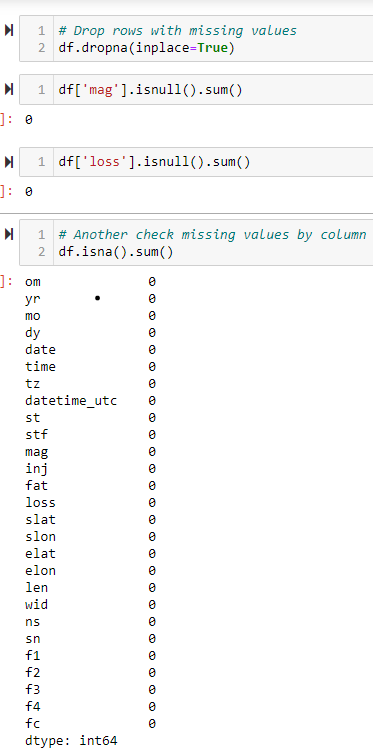 1 # Drop rows with missing values
2 df.dropna(inplace=True)
1 df['mag'].isnull().sum()
]: 0
1 df['loss'].isnull().sum()
]: 0
1 # Another check missing values by column
2 df.isna().sum()
]: om 0
yr 0
mo 0
dy 0
date 0
time 0
tz 0
datetime_utc 0
st 0
stf 0
mag 0
inj 0
fat 0
loss 0
slat 0
slon 0
elat 0
elon 0
len 0
wid 0
ns 0
sn 0
f1 0
f2 0
f3 0
f4 0
fc 0
dtype: int64